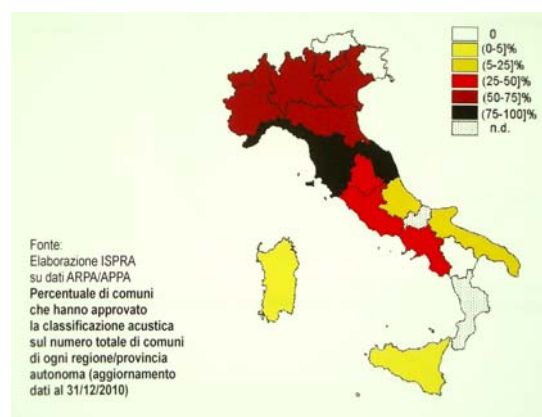 0
(0-5]%
(5-25]%
(25-50]%
(50-75]%
(75-100]%
n.d.
Fonte:
Elaborazione ISPRA
su dati ARPA/APPA
Percentuale di comuni
che hanno approvato
la classificazione acustica
sul numero totale di comuni
di ogni regione/provincia
autonoma (aggiornamento
dati al 31/12/2010)